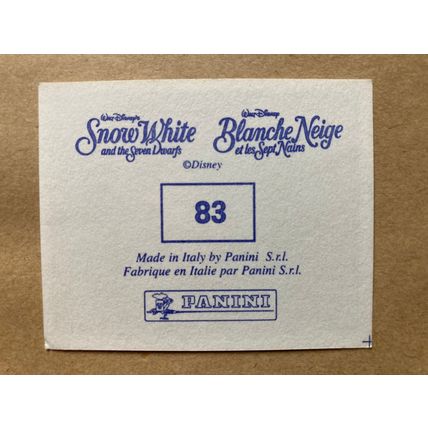 Walt Disney's Walt Disney
Snow White Blanche Neige
and the Seven Dwarfs et les Sept Nains
©Disney
83
Made in Italy by Panini S.r.l.
Fabrique en Italie par Panini S.r.l.
PANINI